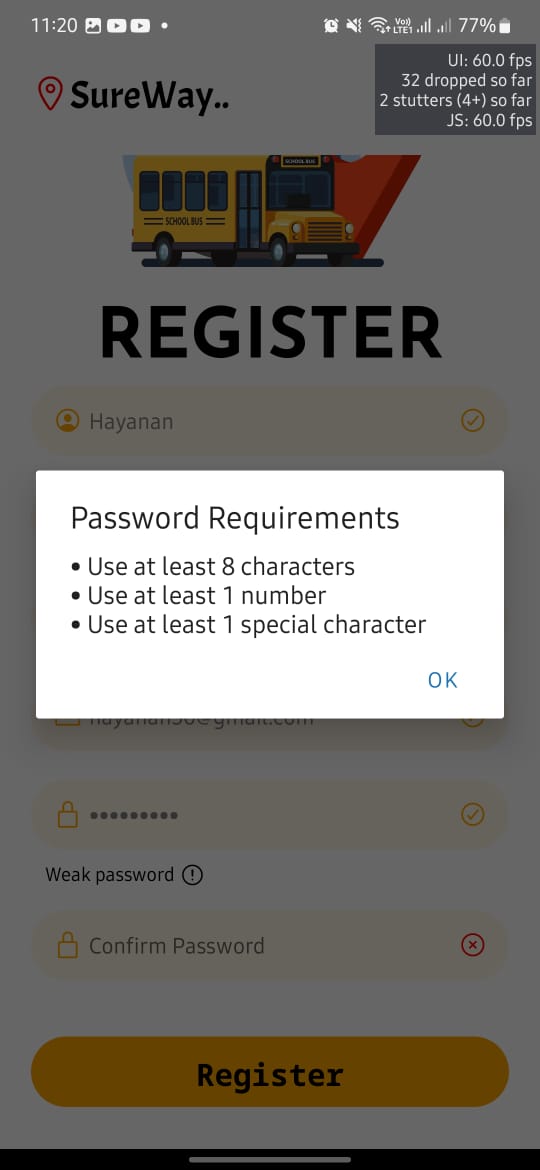 11:20
Vo))
LTE1
77%
UI: 60.0 fps
32 dropped so far
2 stutters (4+) so far
JS: 60.0 fps
SureWay..
SCHOOL BUS
SCHOOL BUS
REGISTER
Hayanan
Password Requirements
• Use at least 8 characters
• Use at least 1 number
• Use at least 1 special character
OK
hayanan50@gmail.com
•••••••••
Weak password
Confirm Password
Register